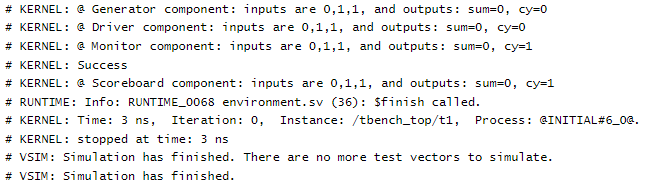 # KERNEL: @ Generator component: inputs are 0,1,1, and outputs: sum=0, cy=0
# KERNEL: @ Driver component: inputs are 0,1,1, and outputs: sum=0, cy=0
# KERNEL: @ Monitor component: inputs are 0,1,1, and outputs: sum=0, cy=1
# KERNEL: Success
# KERNEL: @ Scoreboard component: inputs are 0,1,1, and outputs: sum=0, cy=1
# RUNTIME: Info: RUNTIME_0068 environment.sv (36): $finish called.
# KERNEL: Time: 3 ns,  Iteration: 0,  Instance: /tbench_top/t1,  Process: @INITIAL#6_0@.
# KERNEL: stopped at time: 3 ns
# VSIM: Simulation has finished. There are no more test vectors to simulate.
# VSIM: Simulation has finished.